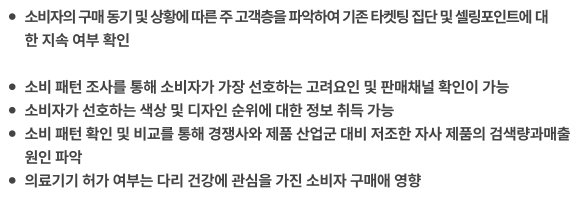 • 소비자의 구매 동기 및 상황에 따른 주 고객층을 파악하여 기존 타켓팅 집단 및 셀링포인트에 대
한 지속 여부 확인
• 소비 패턴 조사를 통해 소비자가 가장 선호하는 고려요인 및 판매채널 확인이 가능
• 소비자가 선호하는 색상 및 디자인 순위에 대한 정보 취득 가능
• 소비 패턴 확인 및 비교를 통해 경쟁사와 제품 산업군 대비 저조한 자사 제품의 검색량과매출
원인 파악
• 의료기기 허가 여부는 다리 건강에 관심을 가진 소비자 구매애 영향